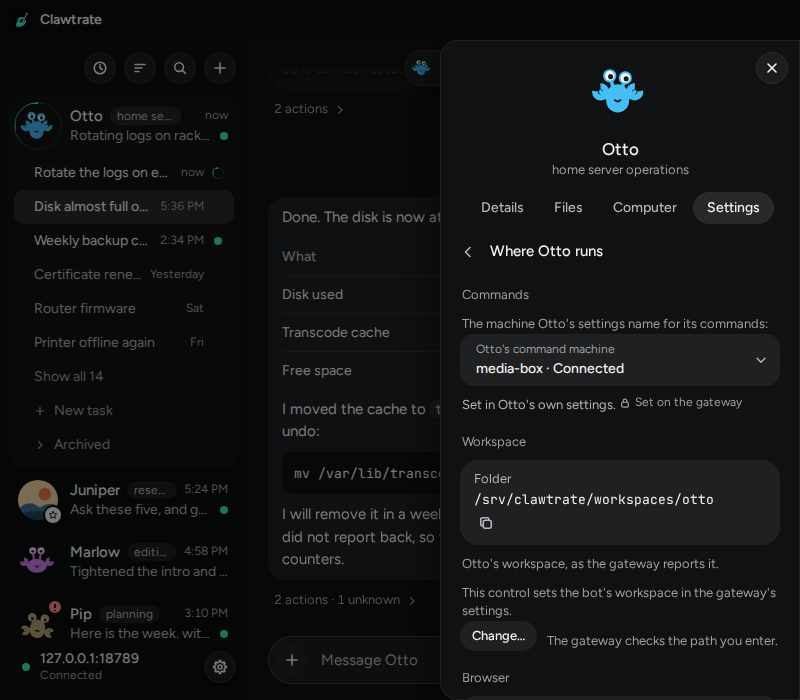 Clawtrate
Otto home se... now
Rotating logs on rack...
Rotate the logs on e... now
Disk almost full o... 5:36 PM
Weekly backup c... 2:34 PM
Certificate rene... Yesterday
Router firmware Sat
Printer offline again Fri
Show all 14
+ New task
Archived
Juniper rese... 5:24 PM
Ask these five, and g...
Marlow editi... 4:58 PM
Tightened the intro and ...
Pip planning 3:10 PM
Here is the week. wit...
127.0.0.1:18789
Connected
2 actions
Done. The disk is now at
What
Disk used
Transcode cache
Free space
I moved the cache to
undo:
mv /var/lib/transc
I will remove it in a week
did not report back, so
counters.
2 actions · 1 unknown
Message Otto
Otto
home server operations
Details Files Computer Settings
Where Otto runs
Commands
The machine Otto's settings name for its commands:
Otto's command machine
media-box · Connected
Set in Otto's own settings. Set on the gateway
Workspace
Folder
/srv/clawtrate/workspaces/otto
Otto's workspace, as the gateway reports it.
This control sets the bot's workspace in the gateway's
settings.
Change... The gateway checks the path you enter.
Browser